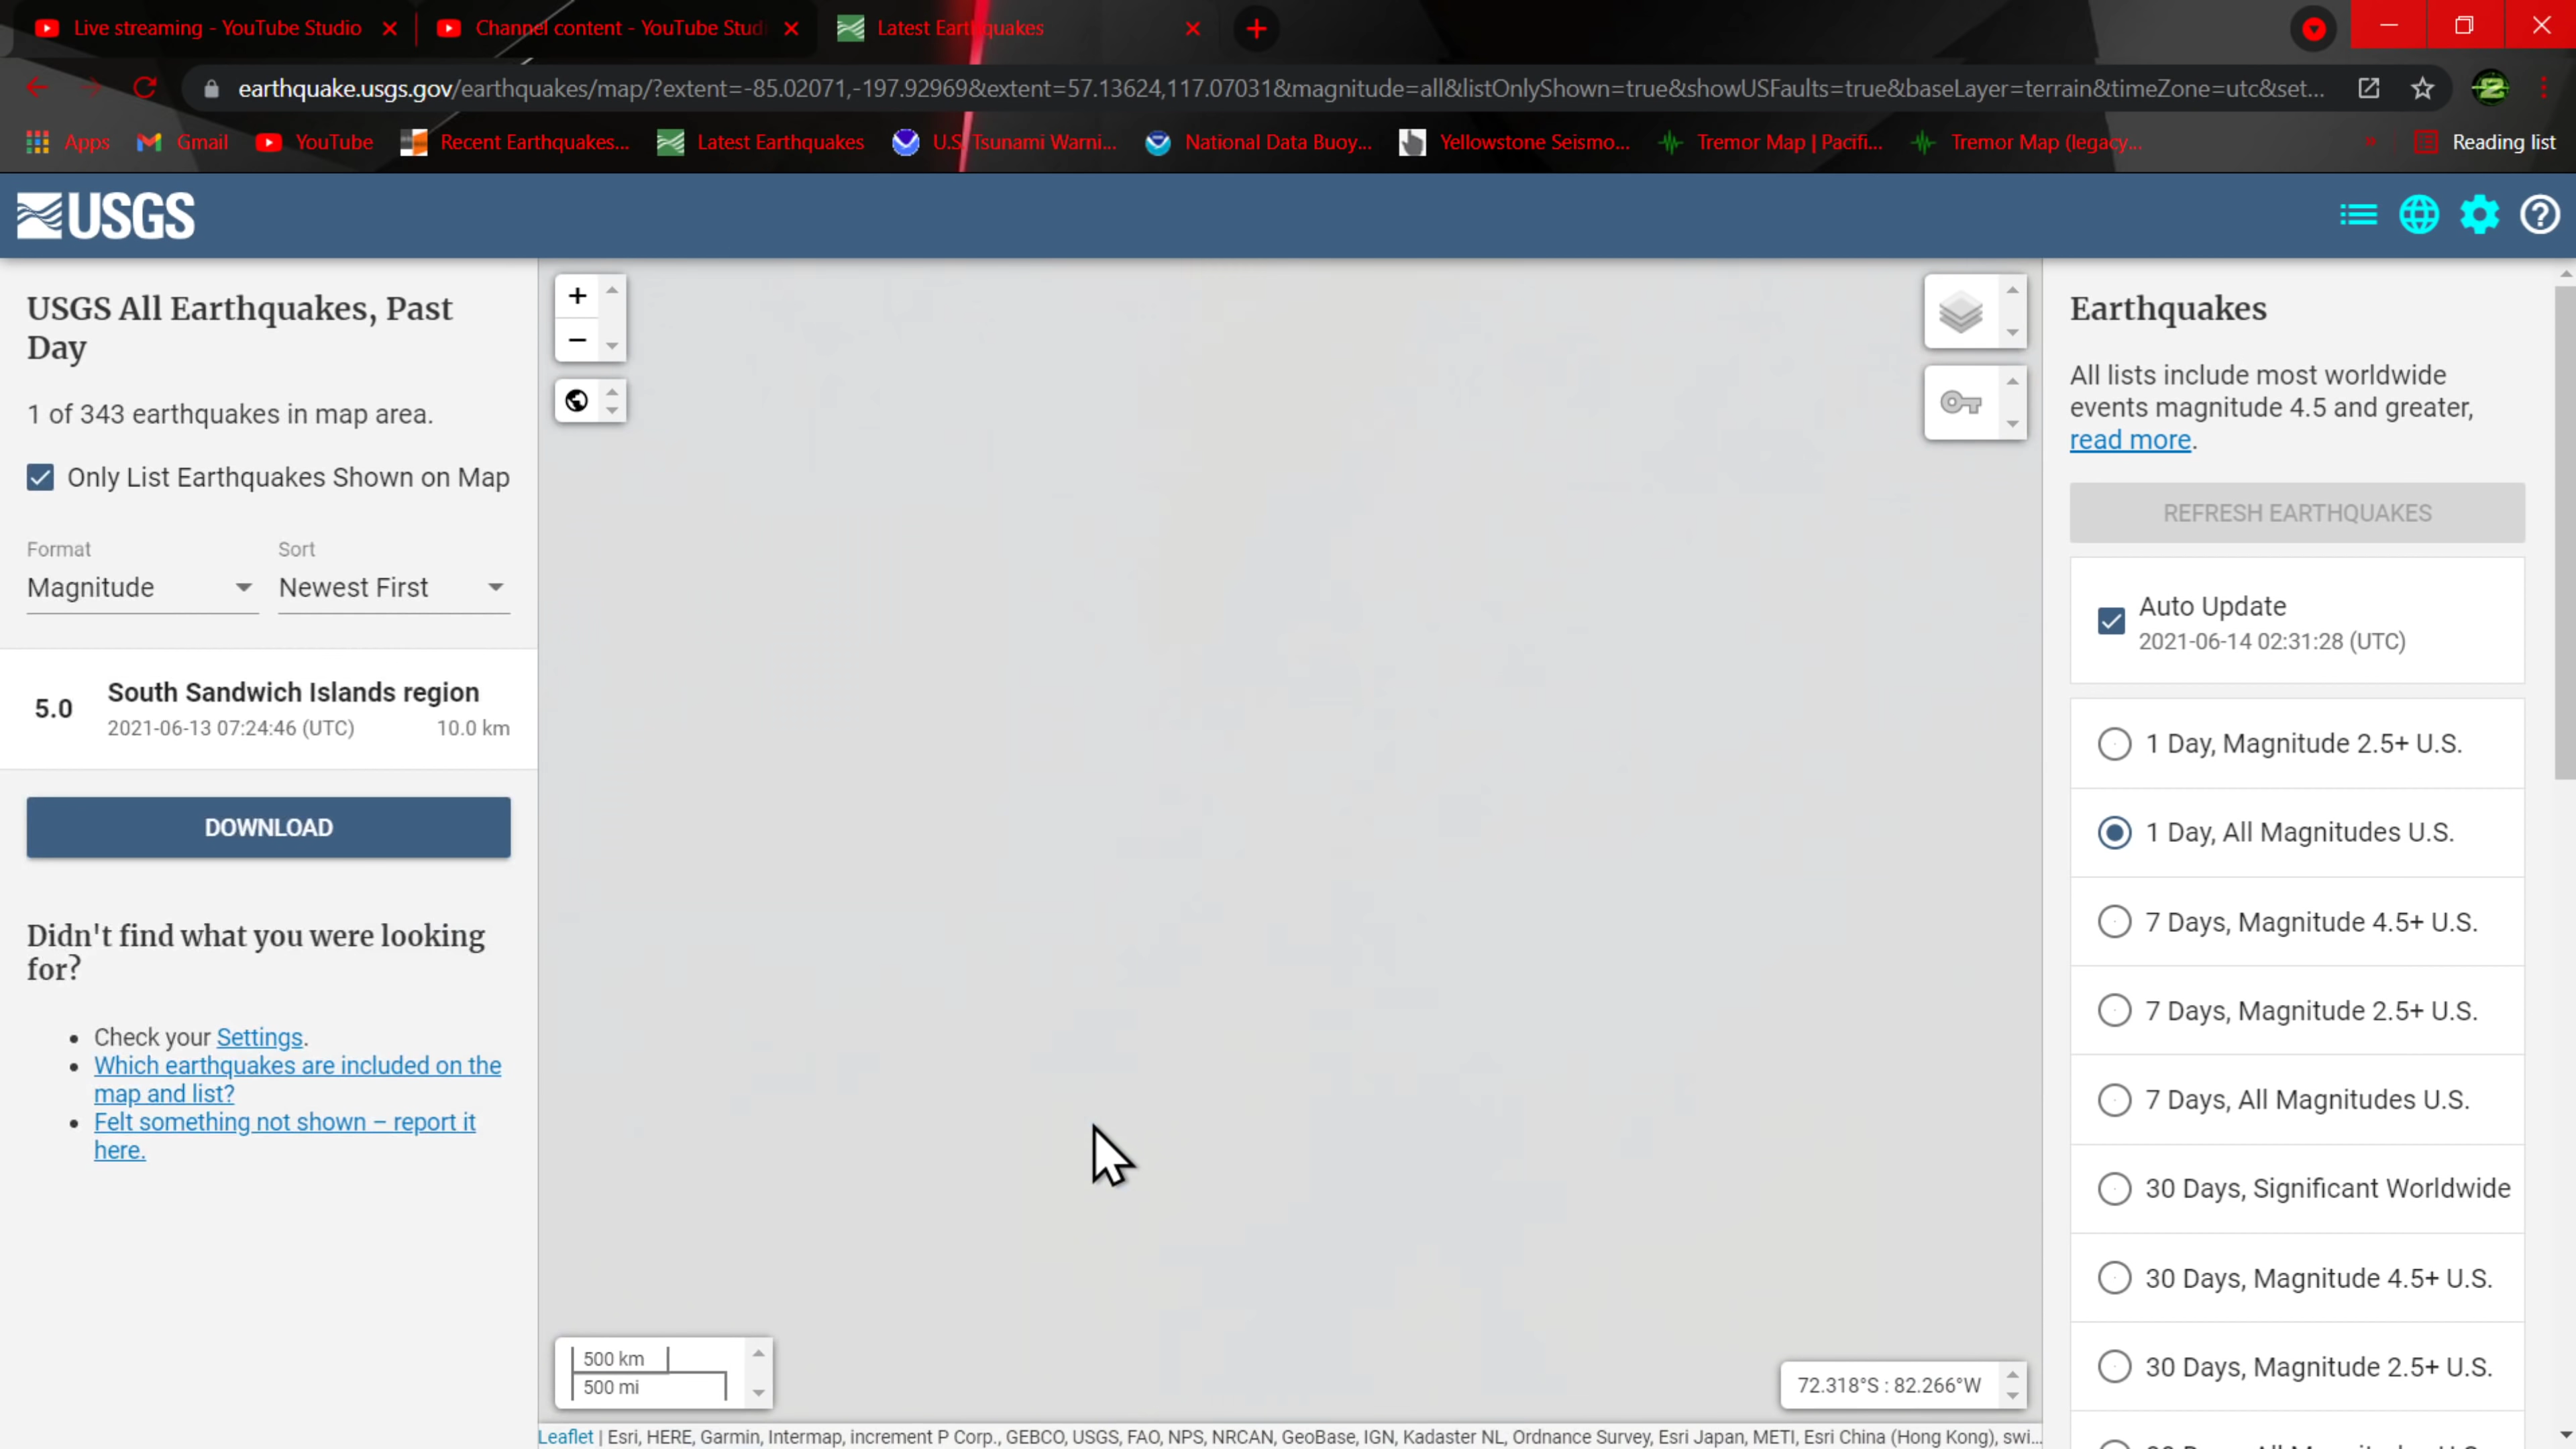 Live streaming - YouTube Studio
Channel content - YouTube Stud
Latest Earthquakes
earthquake.usgs.gov/earthquakes/map/?extent=-85.02071,-197.92969&extent=57.13624,117.07031&magnitude=all&listOnlyShown=true&showUSFaults=true&baseLayer=terrain&timeZone=utc&set...
Apps
Gmail
YouTube
Recent Earthquakes...
Latest Earthquakes
U.S. Tsunami Warni...
National Data Buoy...
Yellowstone Seismo...
Tremor Map | Pacifi...
Tremor Map (legacy...
Reading list
USGS
USGS All Earthquakes, Past
Day
1 of 343 earthquakes in map area.
Only List Earthquakes Shown on Map
Format
Sort
Magnitude
Newest First
5.0
South Sandwich Islands region
2021-06-13 07:24:46 (UTC)
10.0 km
DOWNLOAD
Didn't find what you were looking
for?
Check your Settings.
Which earthquakes are included on the
map and list?
Felt something not shown – report it
here.
+
−
500 km
500 mi
72.318°S : 82.266°W
Leaflet | Esri, HERE, Garmin, Intermap, increment P Corp., GEBCO, USGS, FAO, NPS, NRCAN, GeoBase, IGN, Kadaster NL, Ordnance Survey, Esri Japan, METI, Esri China (Hong Kong), swi...
Earthquakes
All lists include most worldwide
events magnitude 4.5 and greater,
read more.
REFRESH EARTHQUAKES
Auto Update
2021-06-14 02:31:28 (UTC)
1 Day, Magnitude 2.5+ U.S.
1 Day, All Magnitudes U.S.
7 Days, Magnitude 4.5+ U.S.
7 Days, Magnitude 2.5+ U.S.
7 Days, All Magnitudes U.S.
30 Days, Significant Worldwide
30 Days, Magnitude 4.5+ U.S.
30 Days, Magnitude 2.5+ U.S.